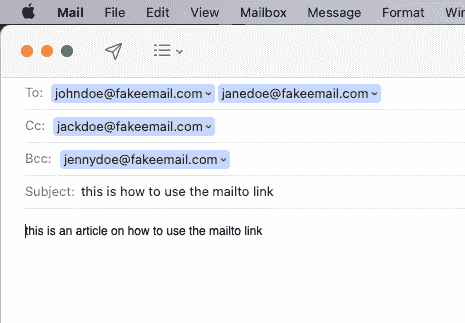 Mail File Edit View Mailbox Message Format
To: johndoe@fakeemail.com janedoe@fakeemail.com
Cc: jackdoe@fakeemail.com
Bcc: jennydoe@fakeemail.com
Subject: this is how to use the mailto link
this is an article on how to use the mailto link